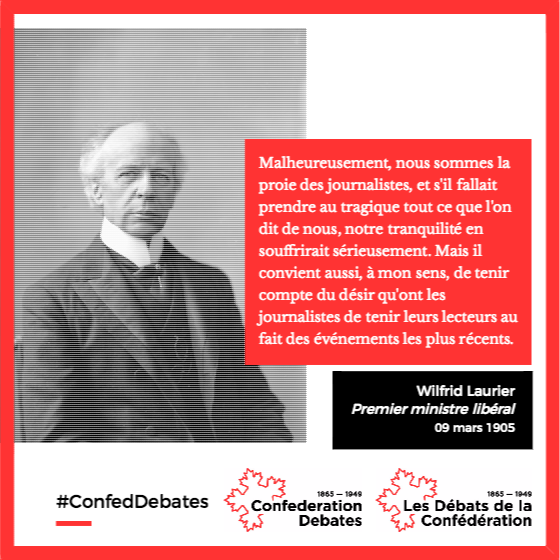 Malheureusement, nous sommes la
proie des journalistes, et s'il fallait
prendre au tragique tout ce que l'on
dit de nous, notre tranquilité en
souffrirait sérieusement. Mais il
convient aussi, à mon sens, de tenir
compte du désir qu'ont les
journalistes de tenir leurs lecteurs au
fait des événements les plus récents.
Wilfrid Laurier
Premier ministre libéral
09 mars 1905
#ConfedDebates
1865 — 1949
Confederation
Debates
1865 — 1949
Les Débats de la
Confédération